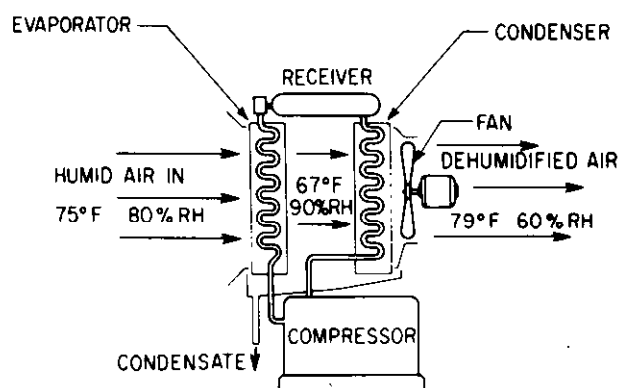 EVAPORATOR
CONDENSER
RECEIVER
FAN
HUMID AIR IN
75°F 80% RH
67°F
90%RH
DEHUMIDIFIED AIR
79°F 60% RH
COMPRESSOR
CONDENSATE